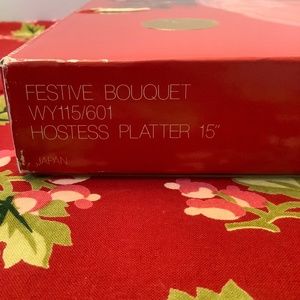 FESTIVE BOUQUET
WY115/601
HOSTESS PLATTER 15"
JAPAN